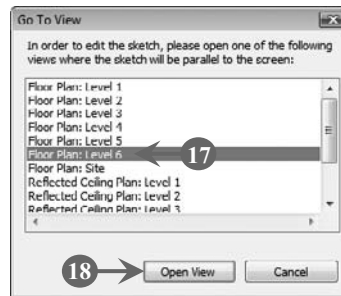 Go To View
In order to edit the sketch, please open one of the following
views where the sketch will be parallel to the screen:
Floor Plan: Level 1
Floor Plan: Level 2
Floor Plan: Level 3
Floor Plan: Level 4
Floor Plan: Level 5
Floor Plan: Level 6
17
Floor Plan: Site
Reflected Ceiling Plan: Level 1
Reflected Ceiling Plan: Level 2
Reflected Ceiling Plan: Level 3
18
Open View
Cancel